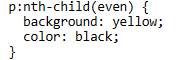 p:nth-child(even) {
  background: yellow;
  color: black;
}